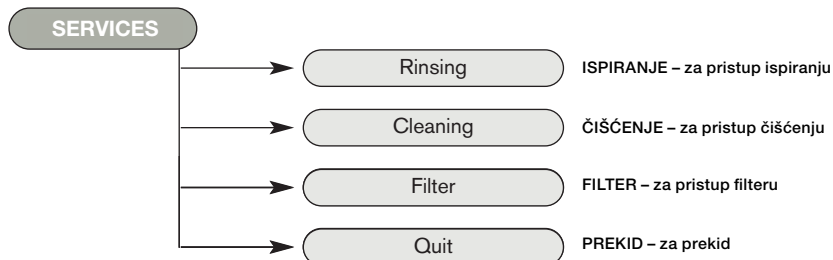 SERVICES
Rinsing
ISPIRANJE – za pristup ispiranju
Cleaning
ČIŠĆENJE – za pristup čišćenju
Filter
FILTER – za pristup filteru
Quit
PREKID – za prekid